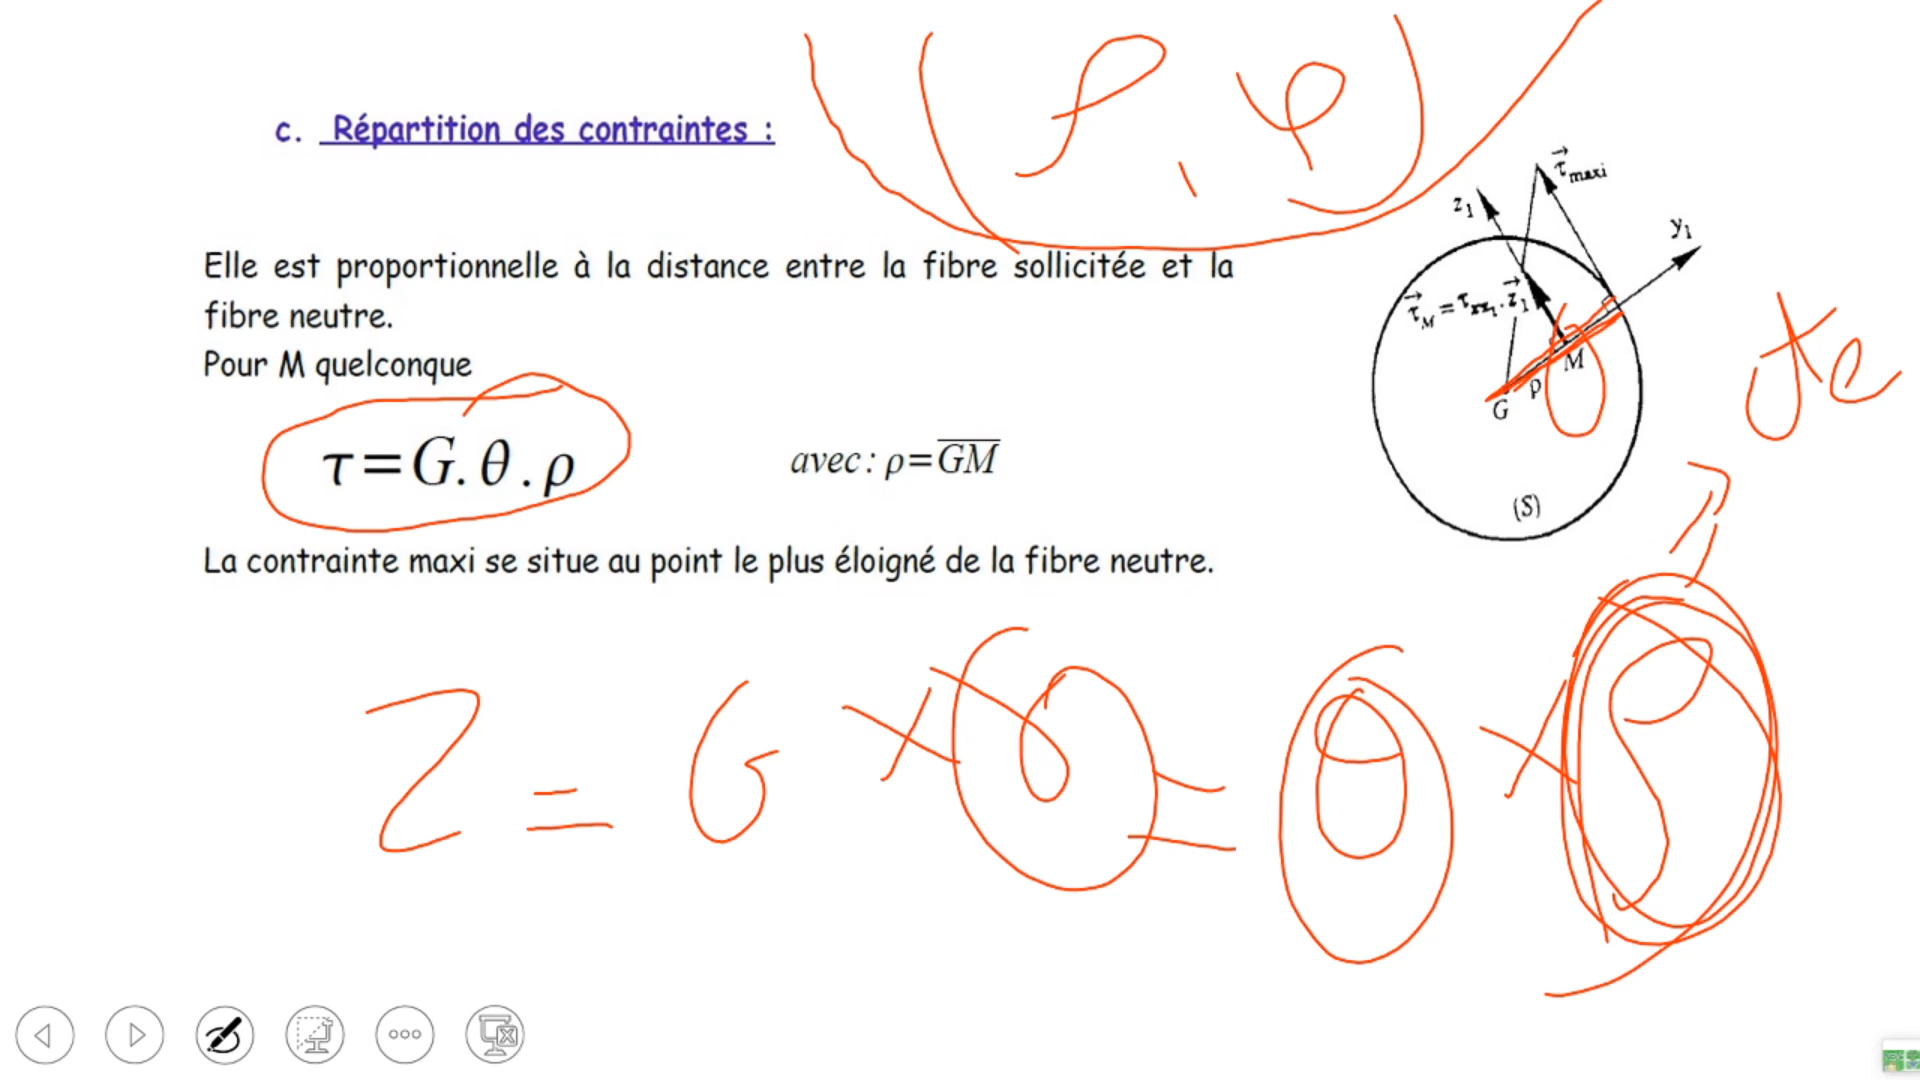 (ρ, φ)
c. Répartition des contraintes :
Elle est proportionnelle à la distance entre la fibre sollicitée et la
fibre neutre.
Pour M quelconque
τ=G.θ.ρ
avec : ρ=GM
La contrainte maxi se situe au point le plus éloigné de la fibre neutre.
τ maxi
z1
y1
τM = τxz1.z1
M
ρ
G
(S)